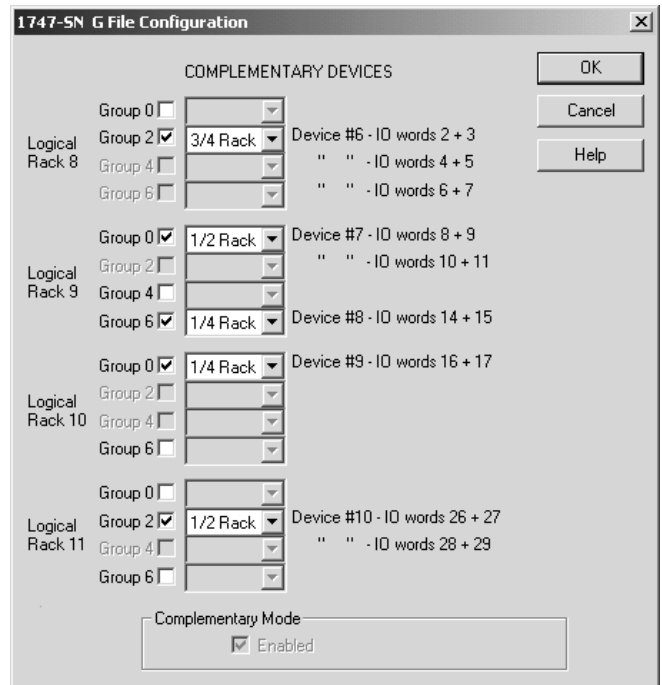 1747-SN G File Configuration
COMPLEMENTARY DEVICES
OK
Cancel
Help
Logical
Rack 8
Group 0
Group 2 3/4 Rack Device #6 - IO words 2 + 3
Group 4 " " - IO words 4 + 5
Group 6 " " - IO words 6 + 7
Logical
Rack 9
Group 0 1/2 Rack Device #7 - IO words 8 + 9
Group 2 " " - IO words 10 + 11
Group 4
Group 6 1/4 Rack Device #8 - IO words 14 + 15
Logical
Rack 10
Group 0 1/4 Rack Device #9 - IO words 16 + 17
Group 2
Group 4
Group 6
Logical
Rack 11
Group 0
Group 2 1/2 Rack Device #10 - IO words 26 + 27
Group 4 " " - IO words 28 + 29
Group 6
Complementary Mode
Enabled